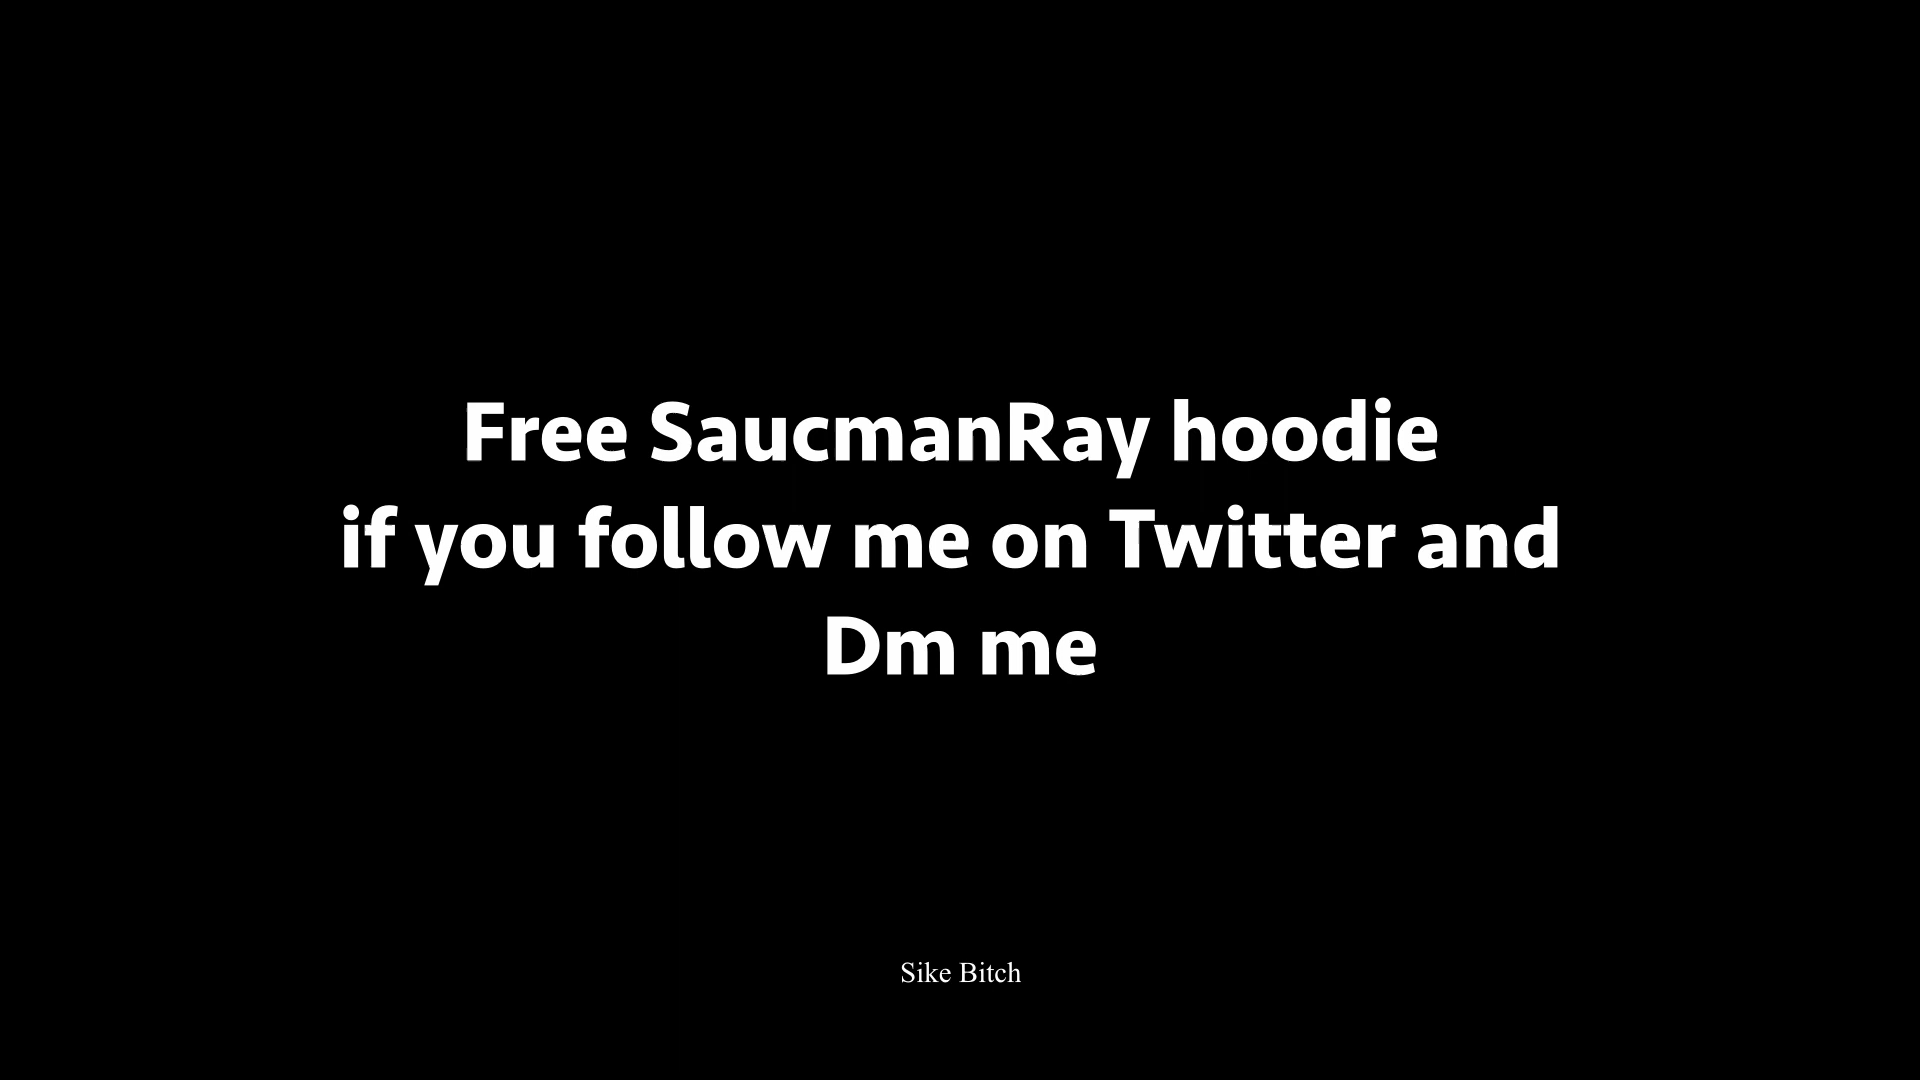 Free SaucmanRay hoodie
if you follow me on Twitter and
Dm me
Sike Bitch